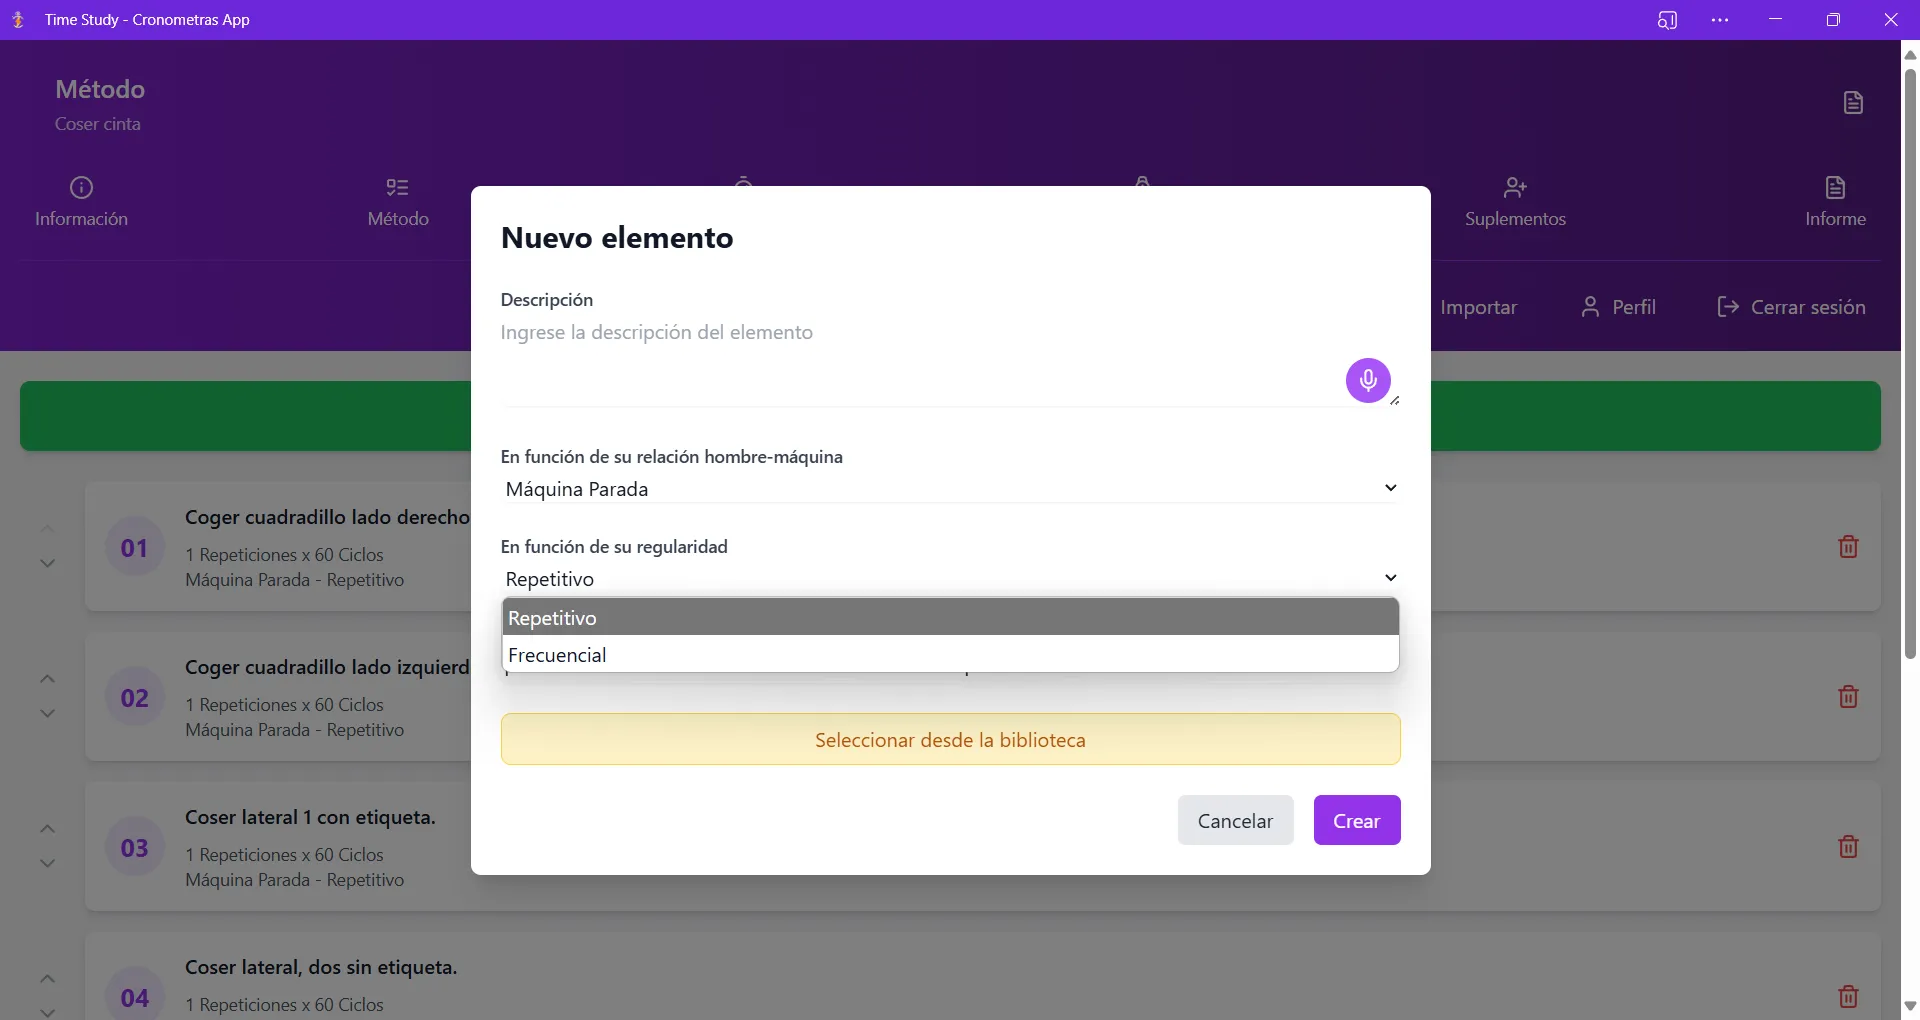 Time Study - Cronometras App
Método
Coser cinta
Información
Método
Suplementos
Informe
Importar
Perfil
Cerrar sesión
Nuevo elemento
Descripción
Ingrese la descripción del elemento
En función de su relación hombre-máquina
Máquina Parada
En función de su regularidad
Repetitivo
Repetitivo
Frecuencial
Seleccionar desde la biblioteca
Cancelar
Crear
01
Coger cuadradillo lado derecho
1 Repeticiones x 60 Ciclos
Máquina Parada - Repetitivo
02
Coger cuadradillo lado izquierd
1 Repeticiones x 60 Ciclos
Máquina Parada - Repetitivo
03
Coser lateral 1 con etiqueta.
1 Repeticiones x 60 Ciclos
Máquina Parada - Repetitivo
04
Coser lateral, dos sin etiqueta.
1 Repeticiones x 60 Ciclos